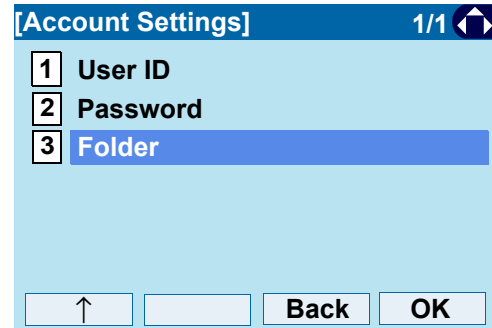 [Account Settings] 1/1
1 User ID
2 Password
3 Folder
↑ Back OK